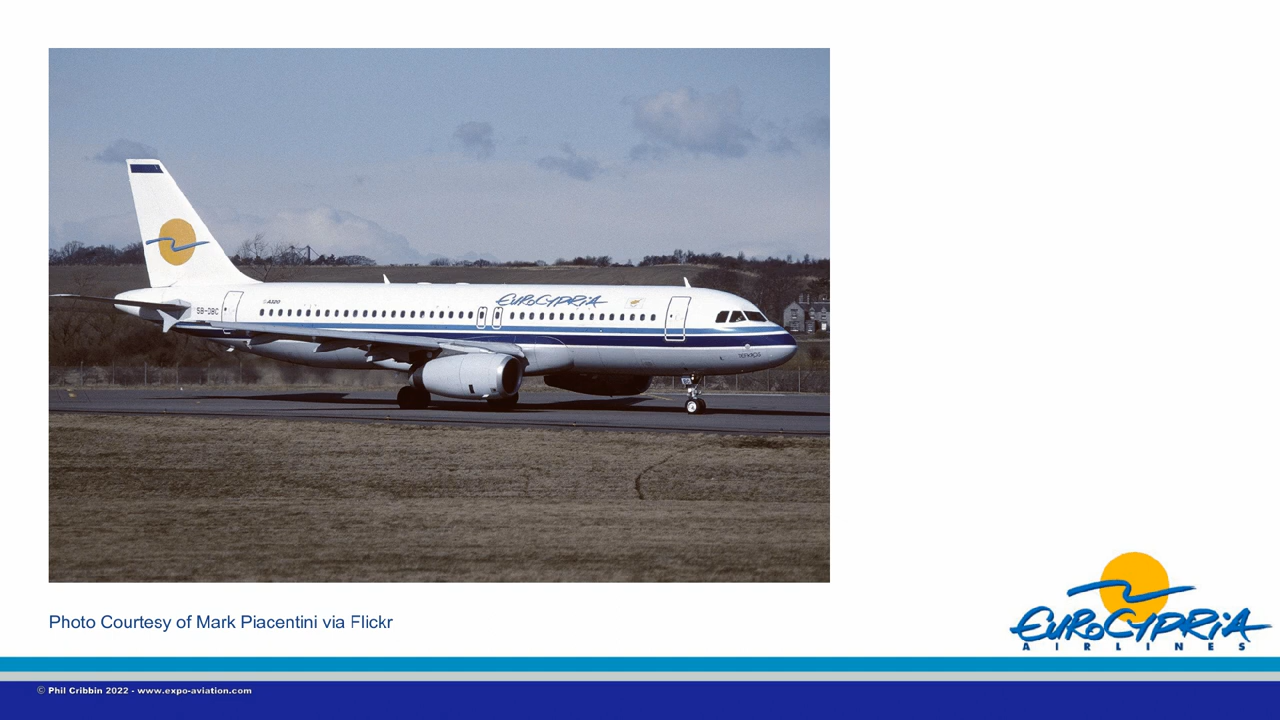 EUROCYPRIA
A320
5B-DBC
Photo Courtesy of Mark Piacentini via Flickr
EUROCYPRIA
AIRLINES
© Phil Cribbin 2022 - www.expo-aviation.com